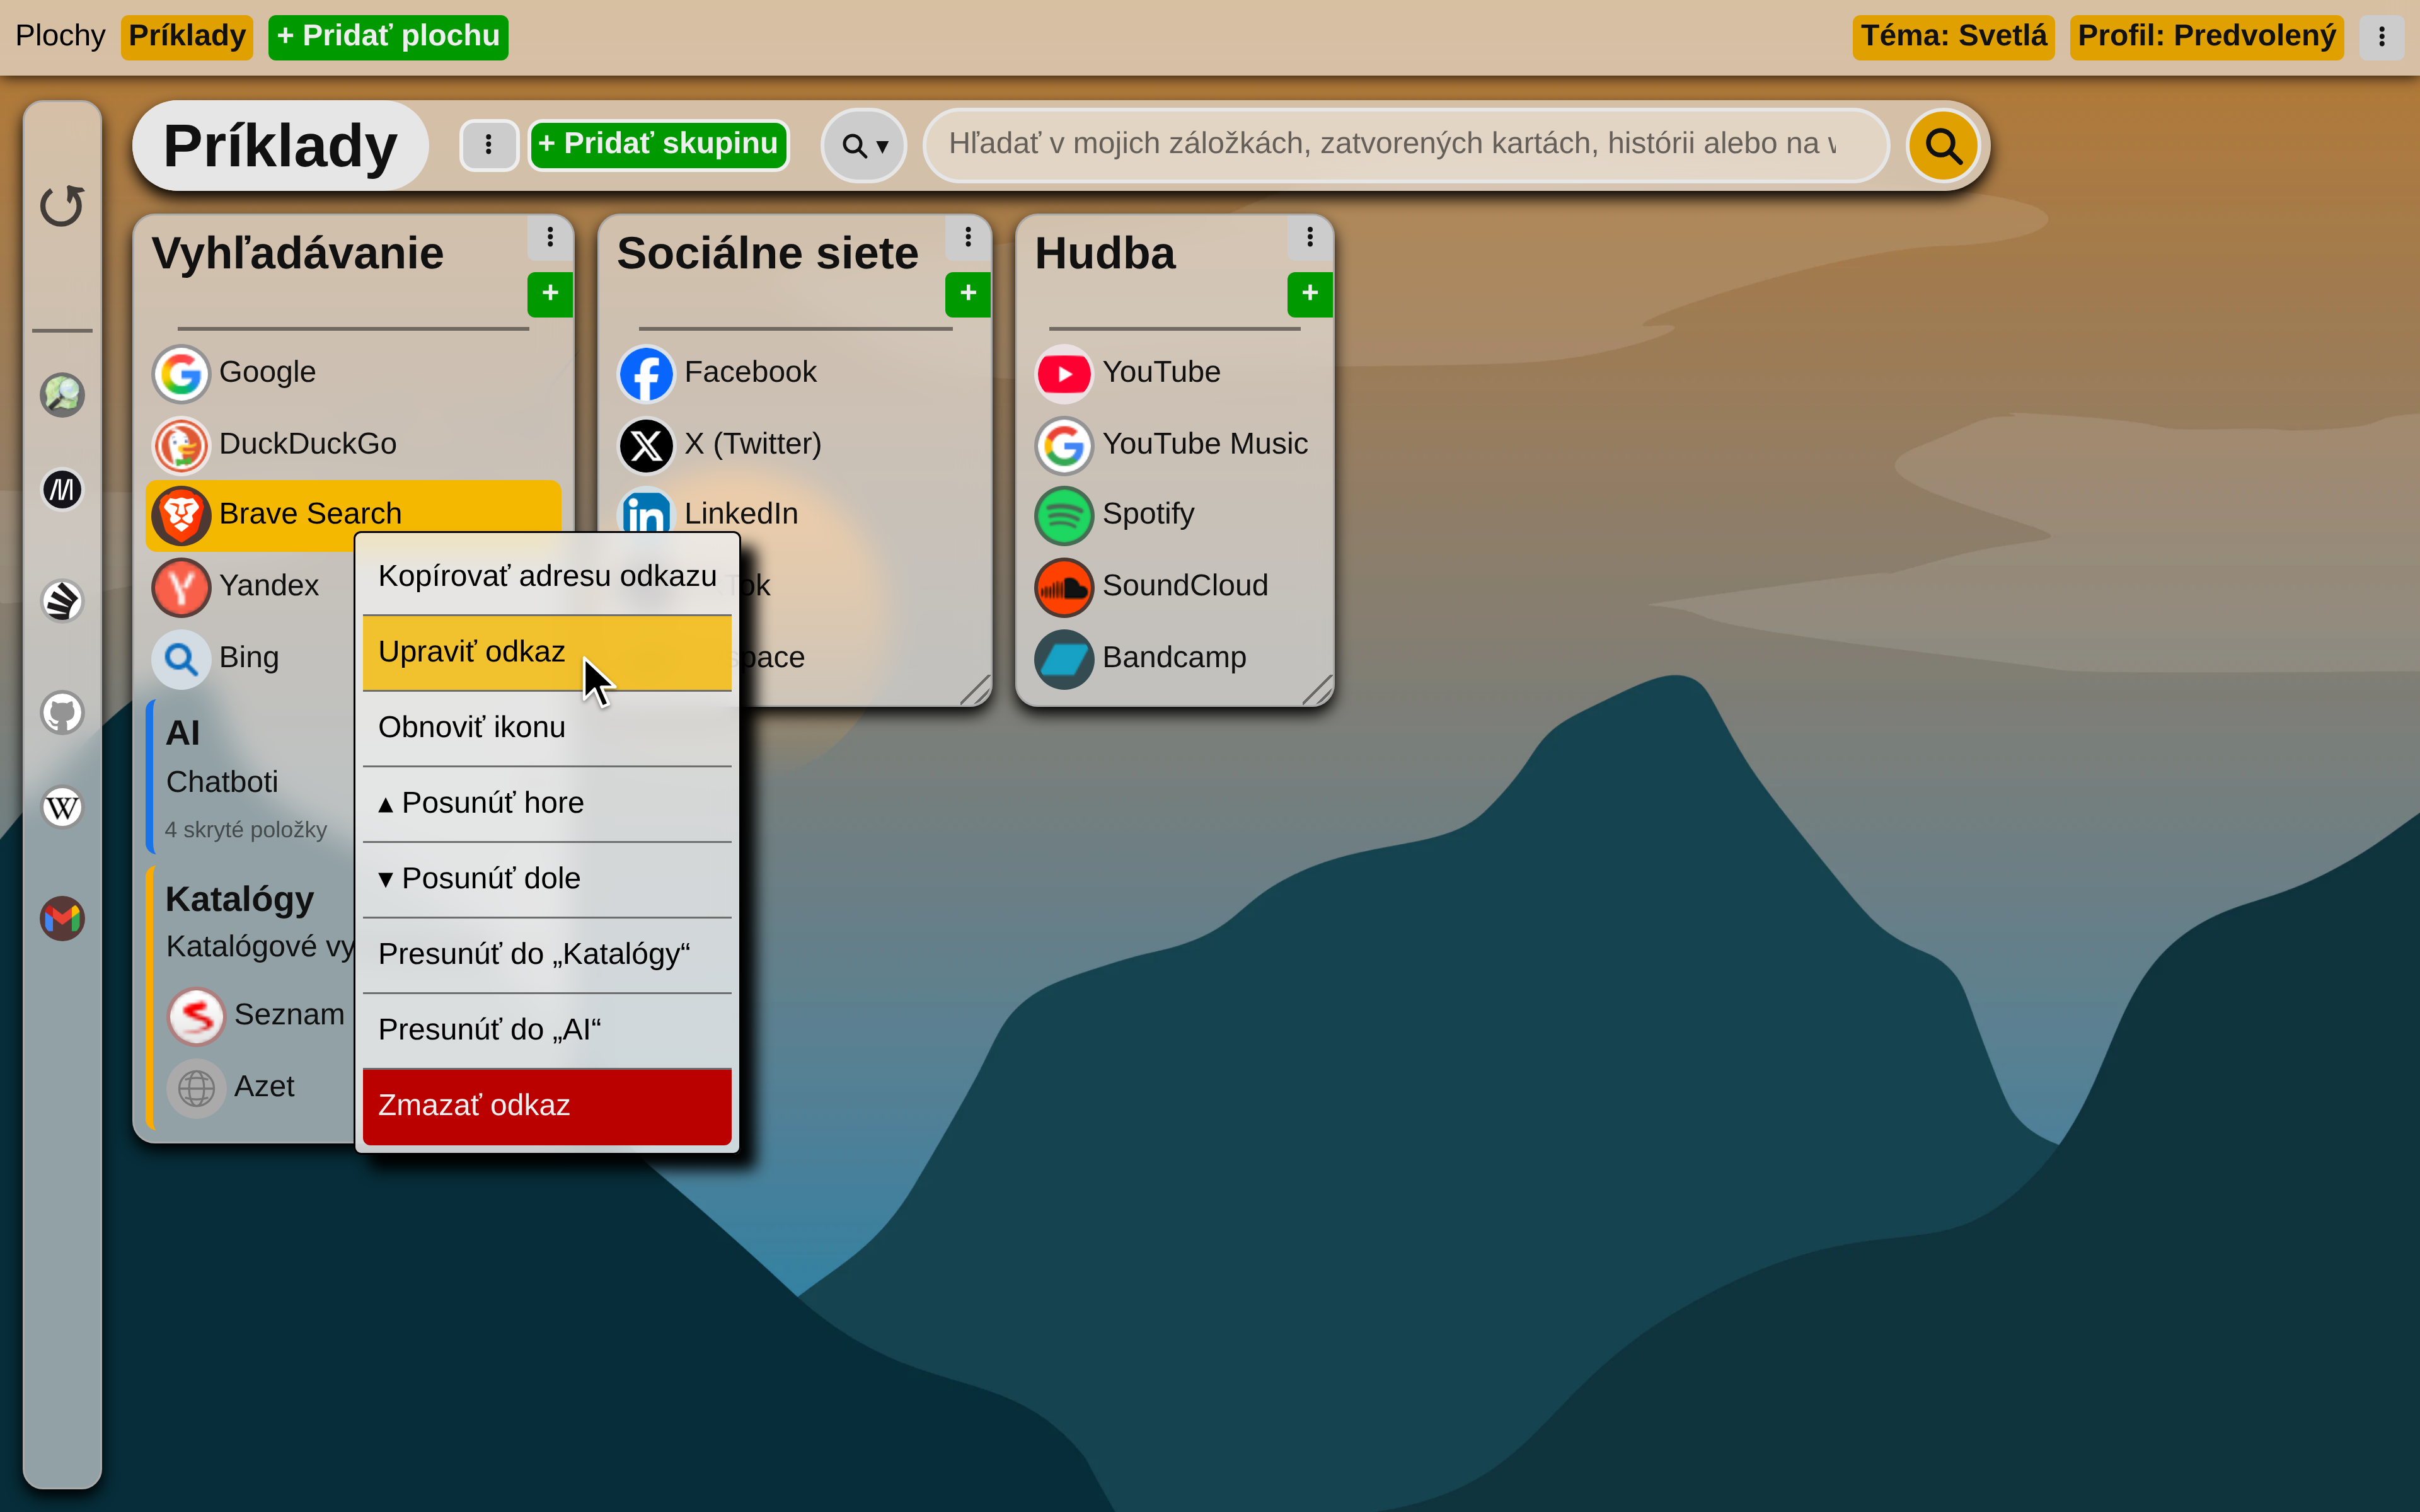 Plochy Príklady + Pridať plochu Téma: Svetlá Profil: Predvolený
Príklady + Pridať skupinu Hľadať v mojich záložkách, zatvorených kartách, histórii alebo na
Vyhľadávanie
+
Google
DuckDuckGo
Brave Search
Yandex
Bing
AI
Chatboti
4 skryté položky
Katalógy
Katalógové
Seznam
Azet
Sociálne siete
+
Facebook
X (Twitter)
LinkedIn
Hudba
+
YouTube
YouTube Music
Spotify
SoundCloud
Bandcamp
Kopírovať adresu odkazu
Upraviť odkaz
Obnoviť ikonu
▲ Posunúť hore
▼ Posunúť dole
Presunúť do „Katalógy“
Presunúť do „AI“
Zmazať odkaz